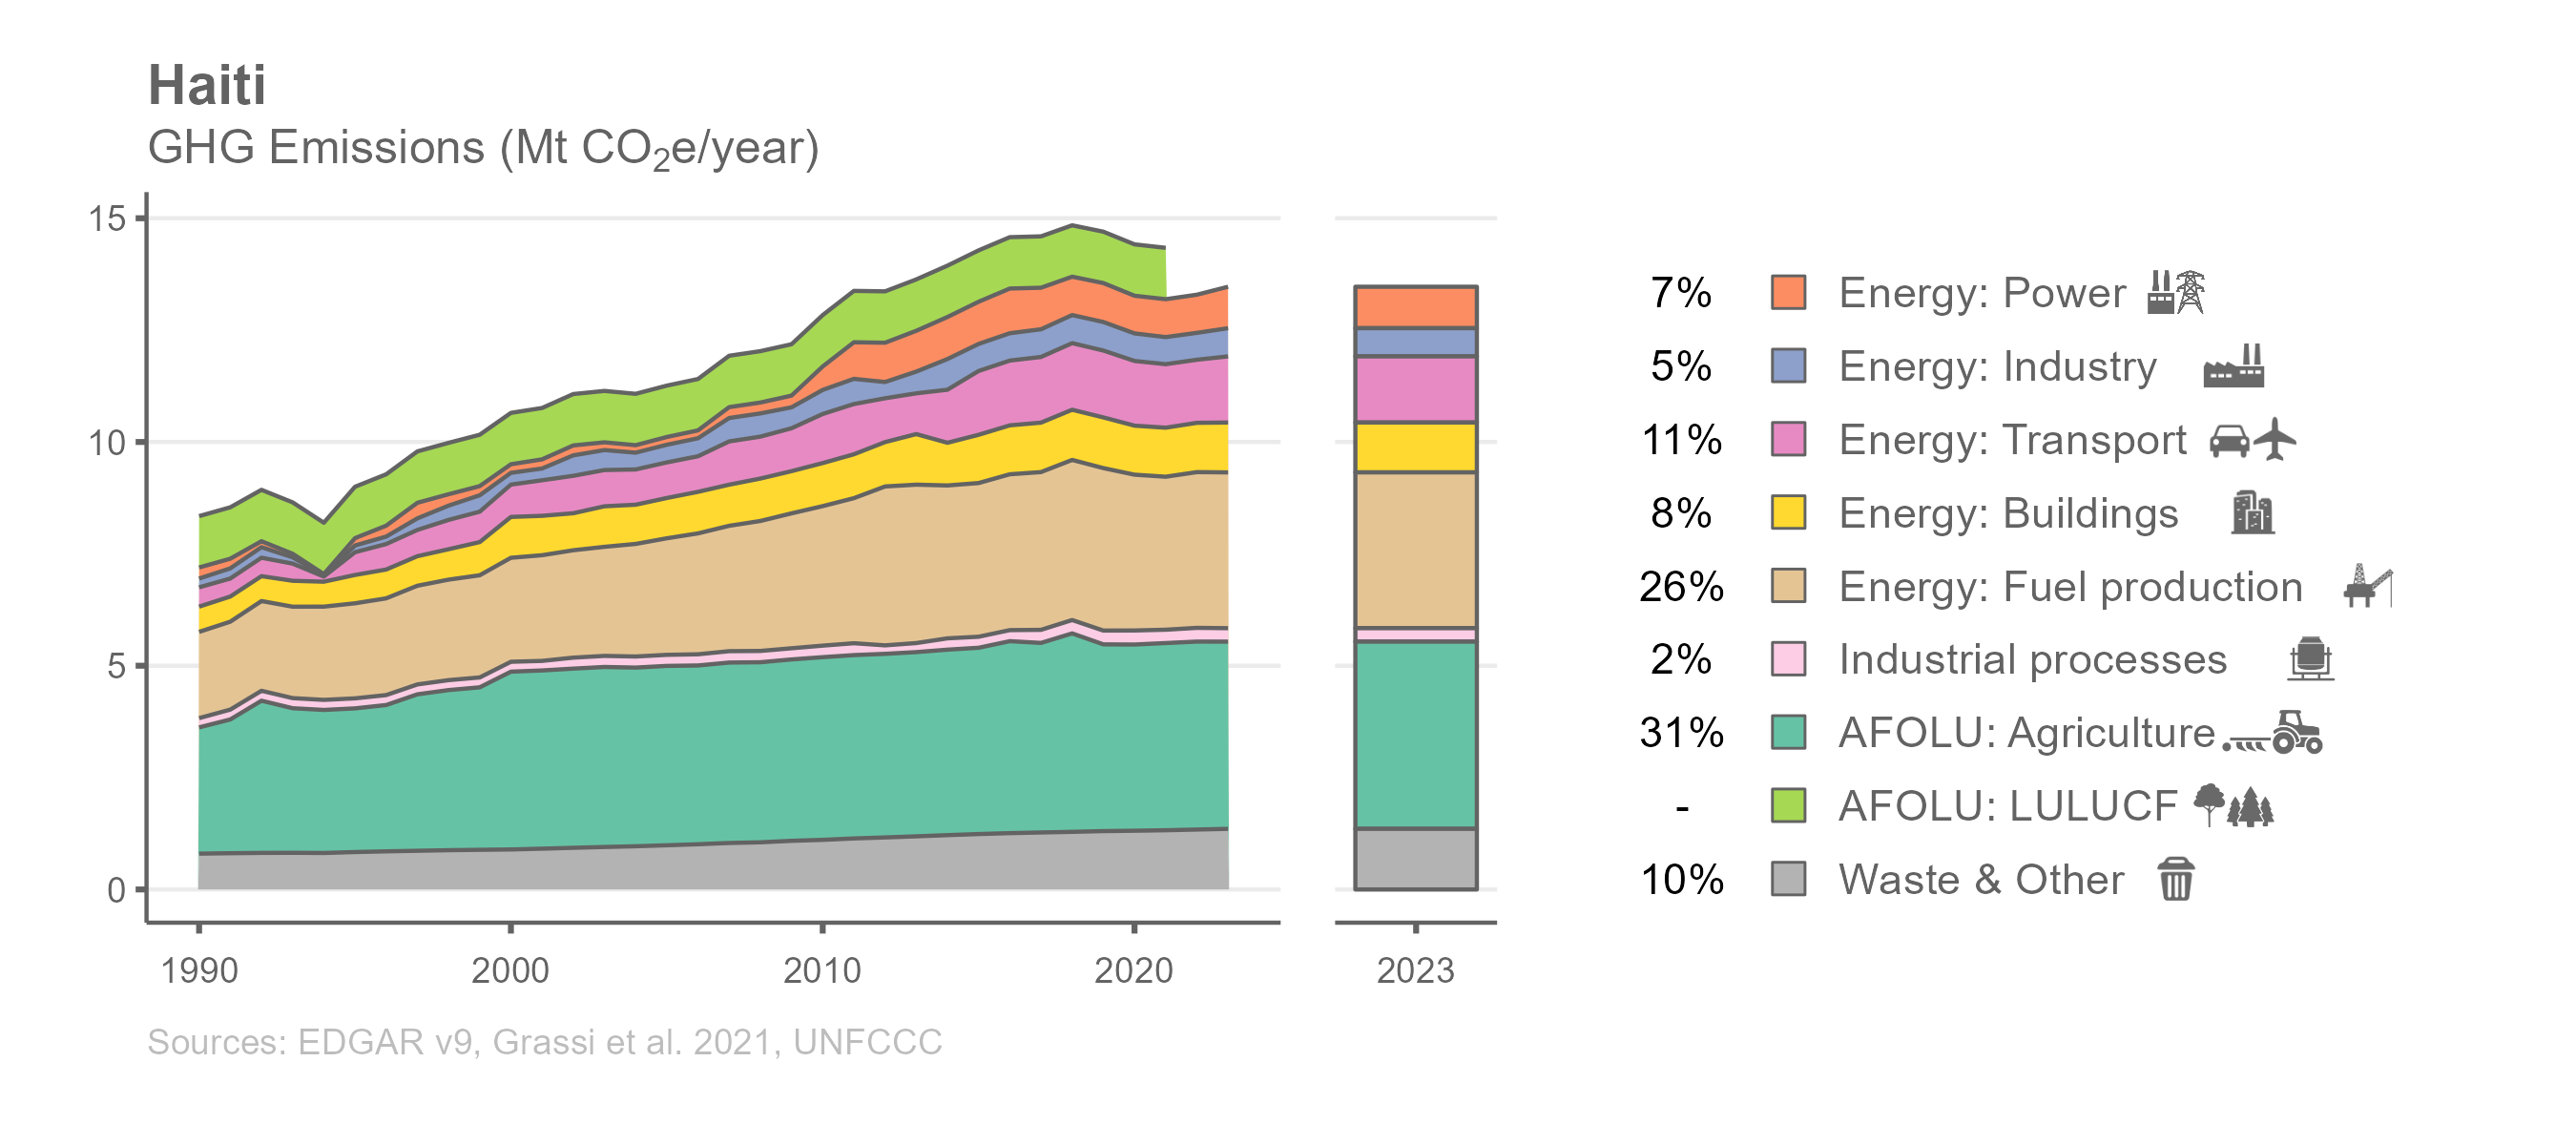 Haiti
GHG Emissions (Mt CO₂e/year)
15
10
5
0
1990 2000 2010 2020 2023
7% Energy: Power
5% Energy: Industry
11% Energy: Transport
8% Energy: Buildings
26% Energy: Fuel production
2% Industrial processes
31% AFOLU: Agriculture
- AFOLU: LULUCF
10% Waste & Other
Sources: EDGAR v9, Grassi et al. 2021, UNFCCC